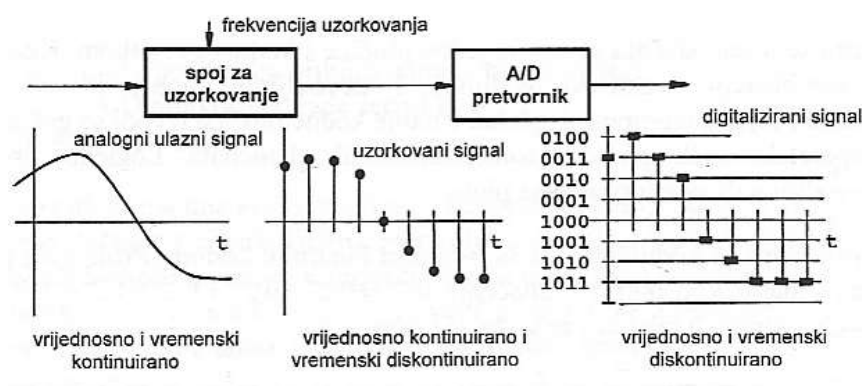 frekvencija uzorkovanja
spoj za
uzorkovanje
A/D
pretvornik
analogni ulazni signal
t
vrijednosno i vremenski
kontinuirano
uzorkovani signal
t
vrijednosno kontinuirano i
vremenski diskontinuirano
digitalizirani signal
0100
0011
0010
0001
1000
1001
1010
1011
t
vrijednosno i vremenski
diskontinuirano